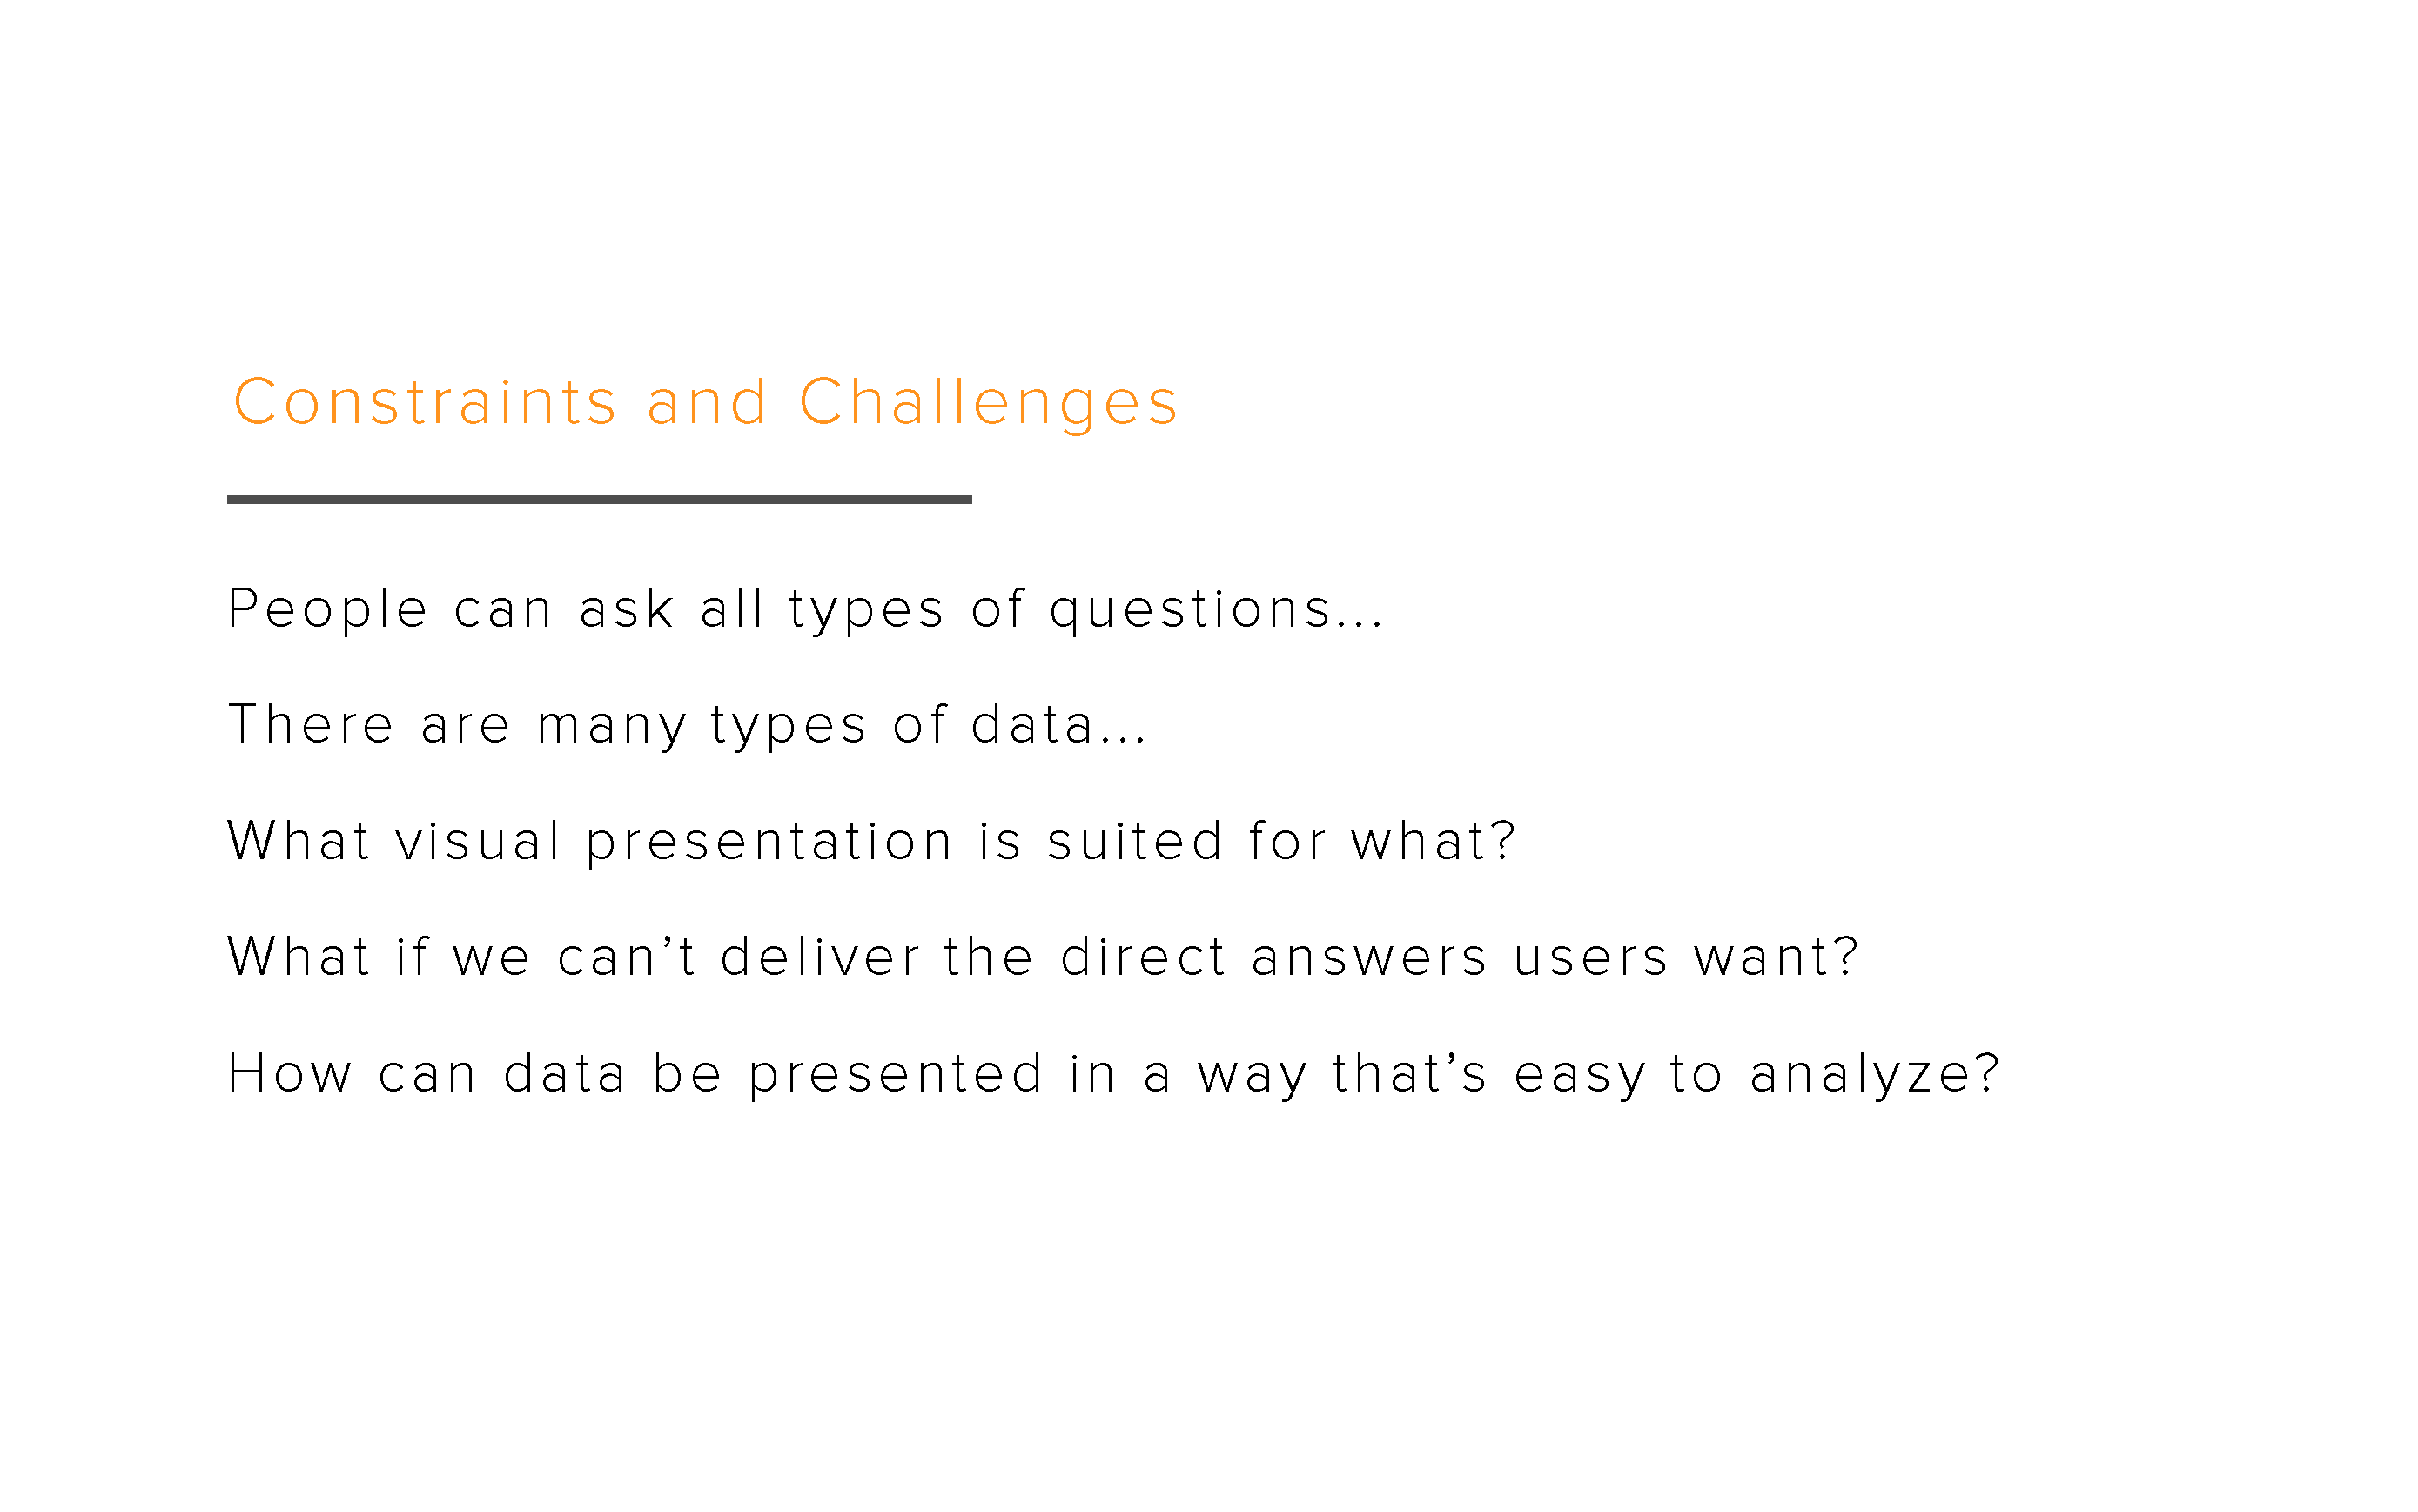 Constraints and Challenges
People can ask all types of questions...
There are many types of data...
What visual presentation is suited for what?
What if we can’t deliver the direct answers users want?
How can data be presented in a way that’s easy to analyze?